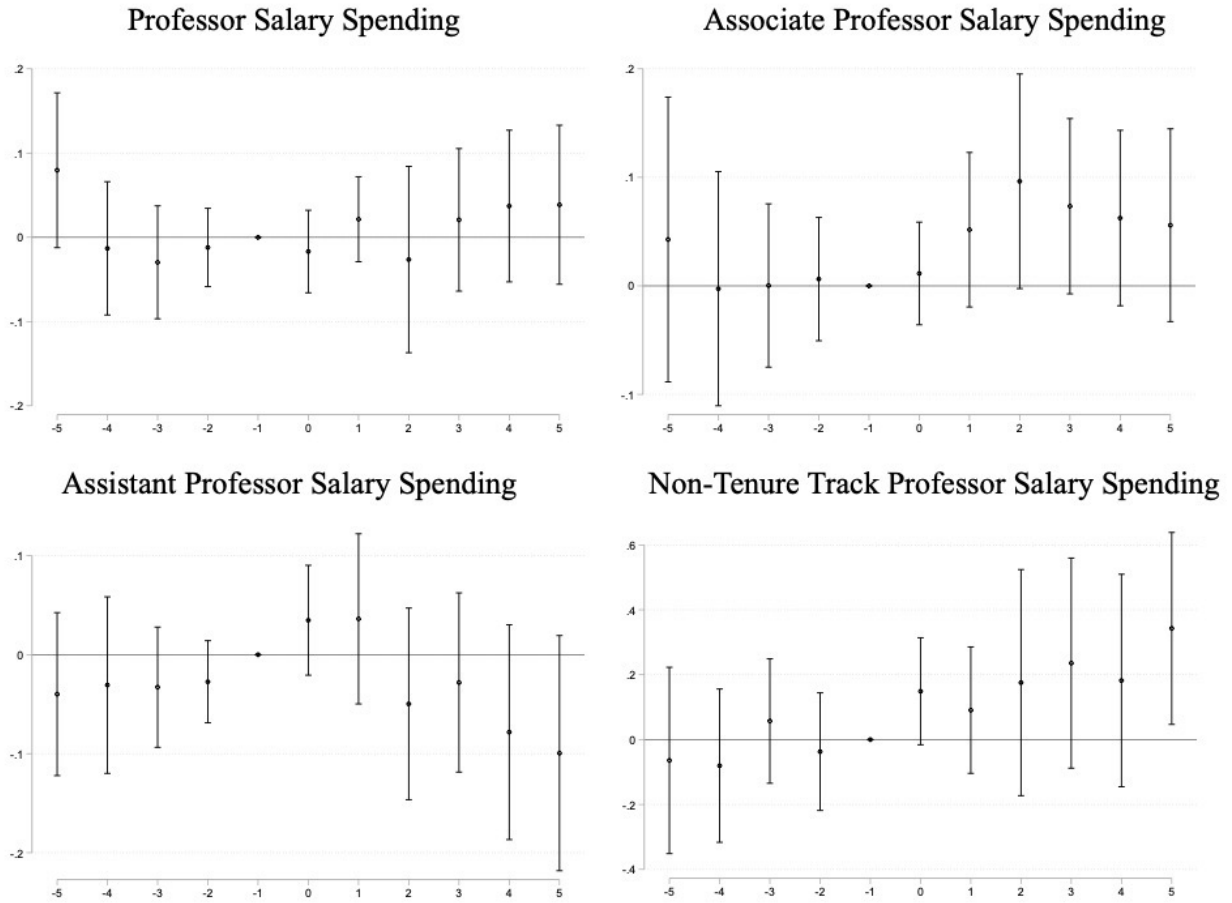 Professor Salary Spending
Associate Professor Salary Spending
.2
.1
0
-.1
-.2
-5 -4 -3 -2 -1 0 1 2 3 4 5
.2
.1
0
-.1
-5 -4 -3 -2 -1 0 1 2 3 4 5
Assistant Professor Salary Spending
Non-Tenure Track Professor Salary Spending
.1
0
-.1
-.2
-5 -4 -3 -2 -1 0 1 2 3 4 5
.6
.4
.2
0
-.2
-.4
-5 -4 -3 -2 -1 0 1 2 3 4 5